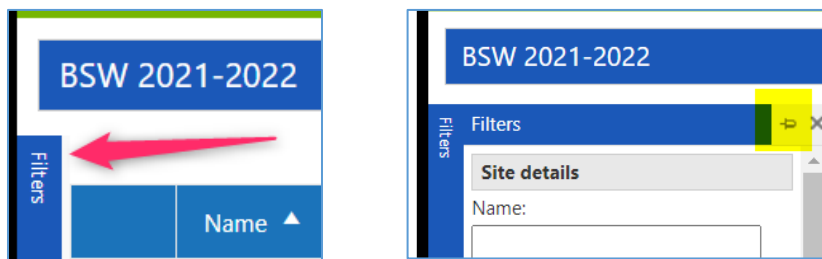 BSW 2021-2022
Filters
Name ▲
BSW 2021-2022
Filters
Filters
Site details
Name: